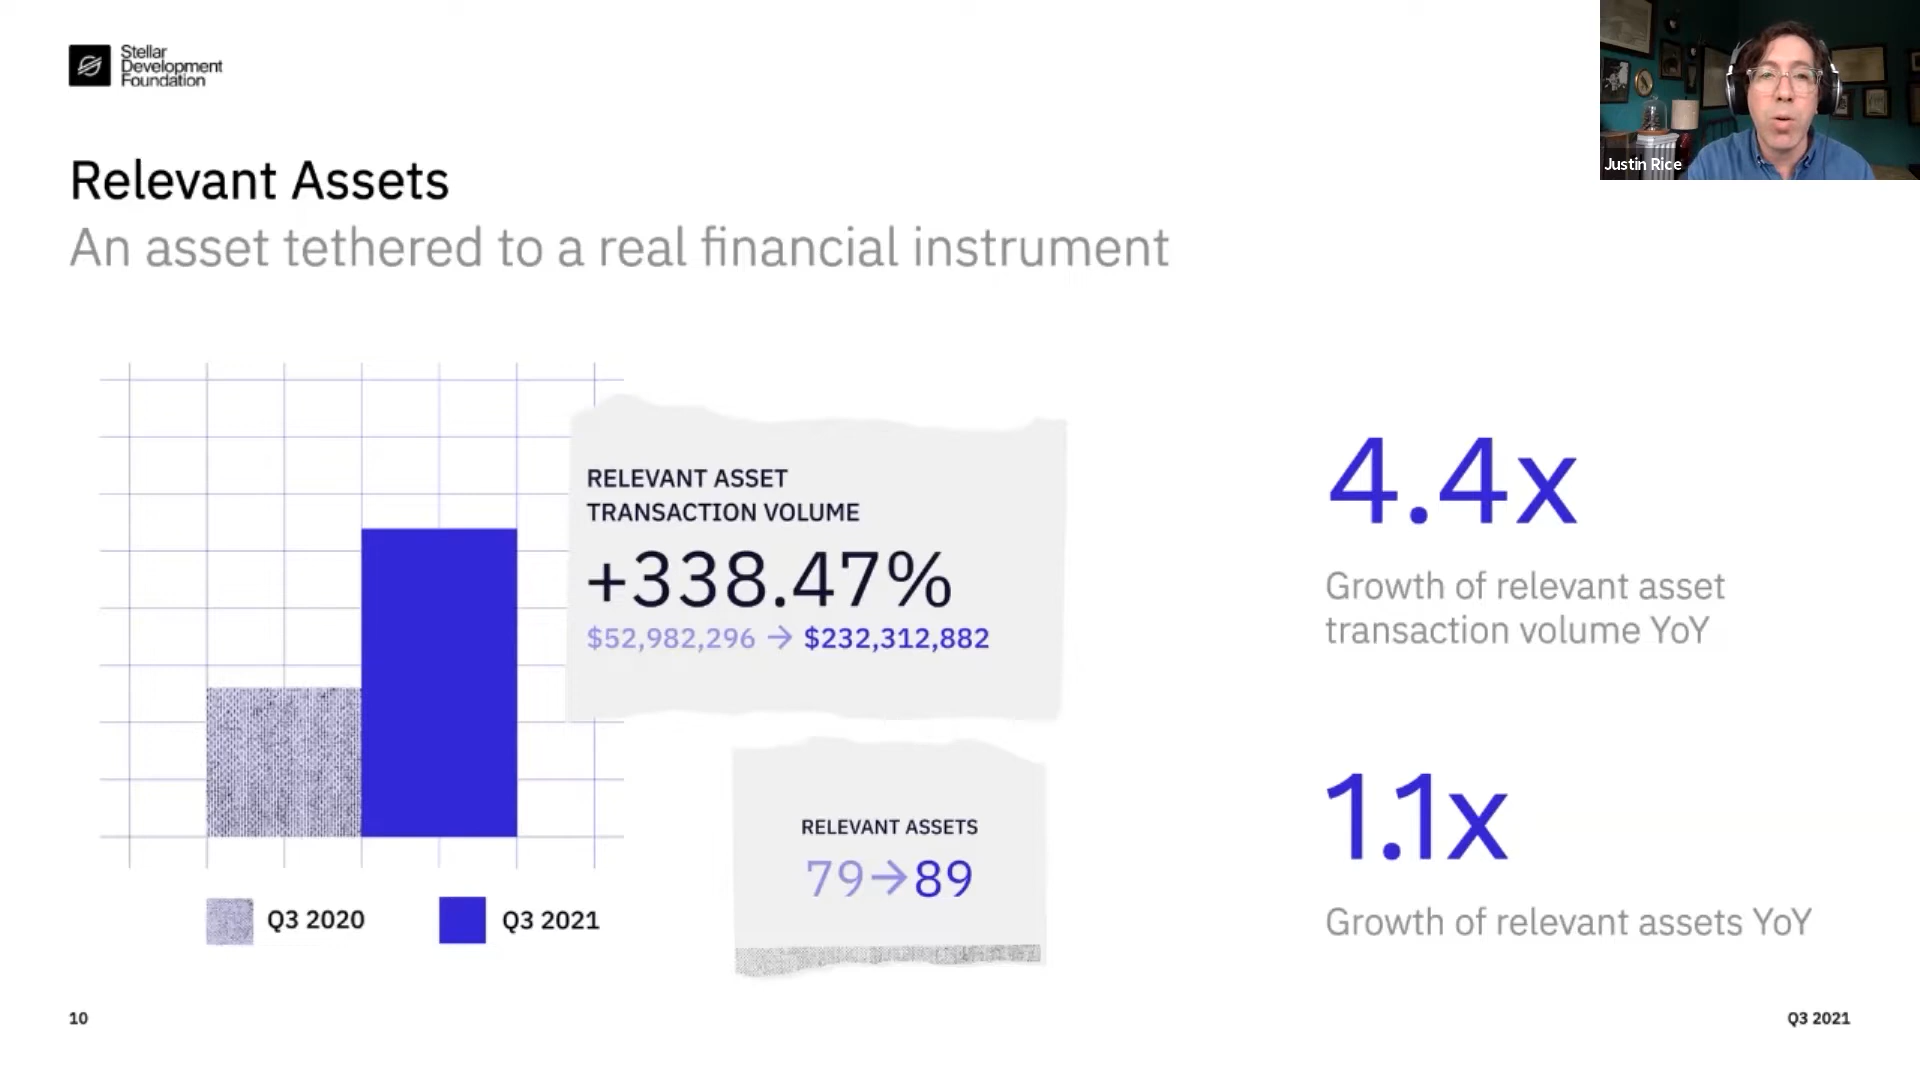 Stellar
Development
Foundation
Justin Rice
Relevant Assets
An asset tethered to a real financial instrument
RELEVANT ASSET
TRANSACTION VOLUME
+338.47%
$52,982,296 → $232,312,882
RELEVANT ASSETS
79→89
Q3 2020
Q3 2021
4.4x
Growth of relevant asset
transaction volume YoY
1.1x
Growth of relevant assets YoY
10
Q3 2021